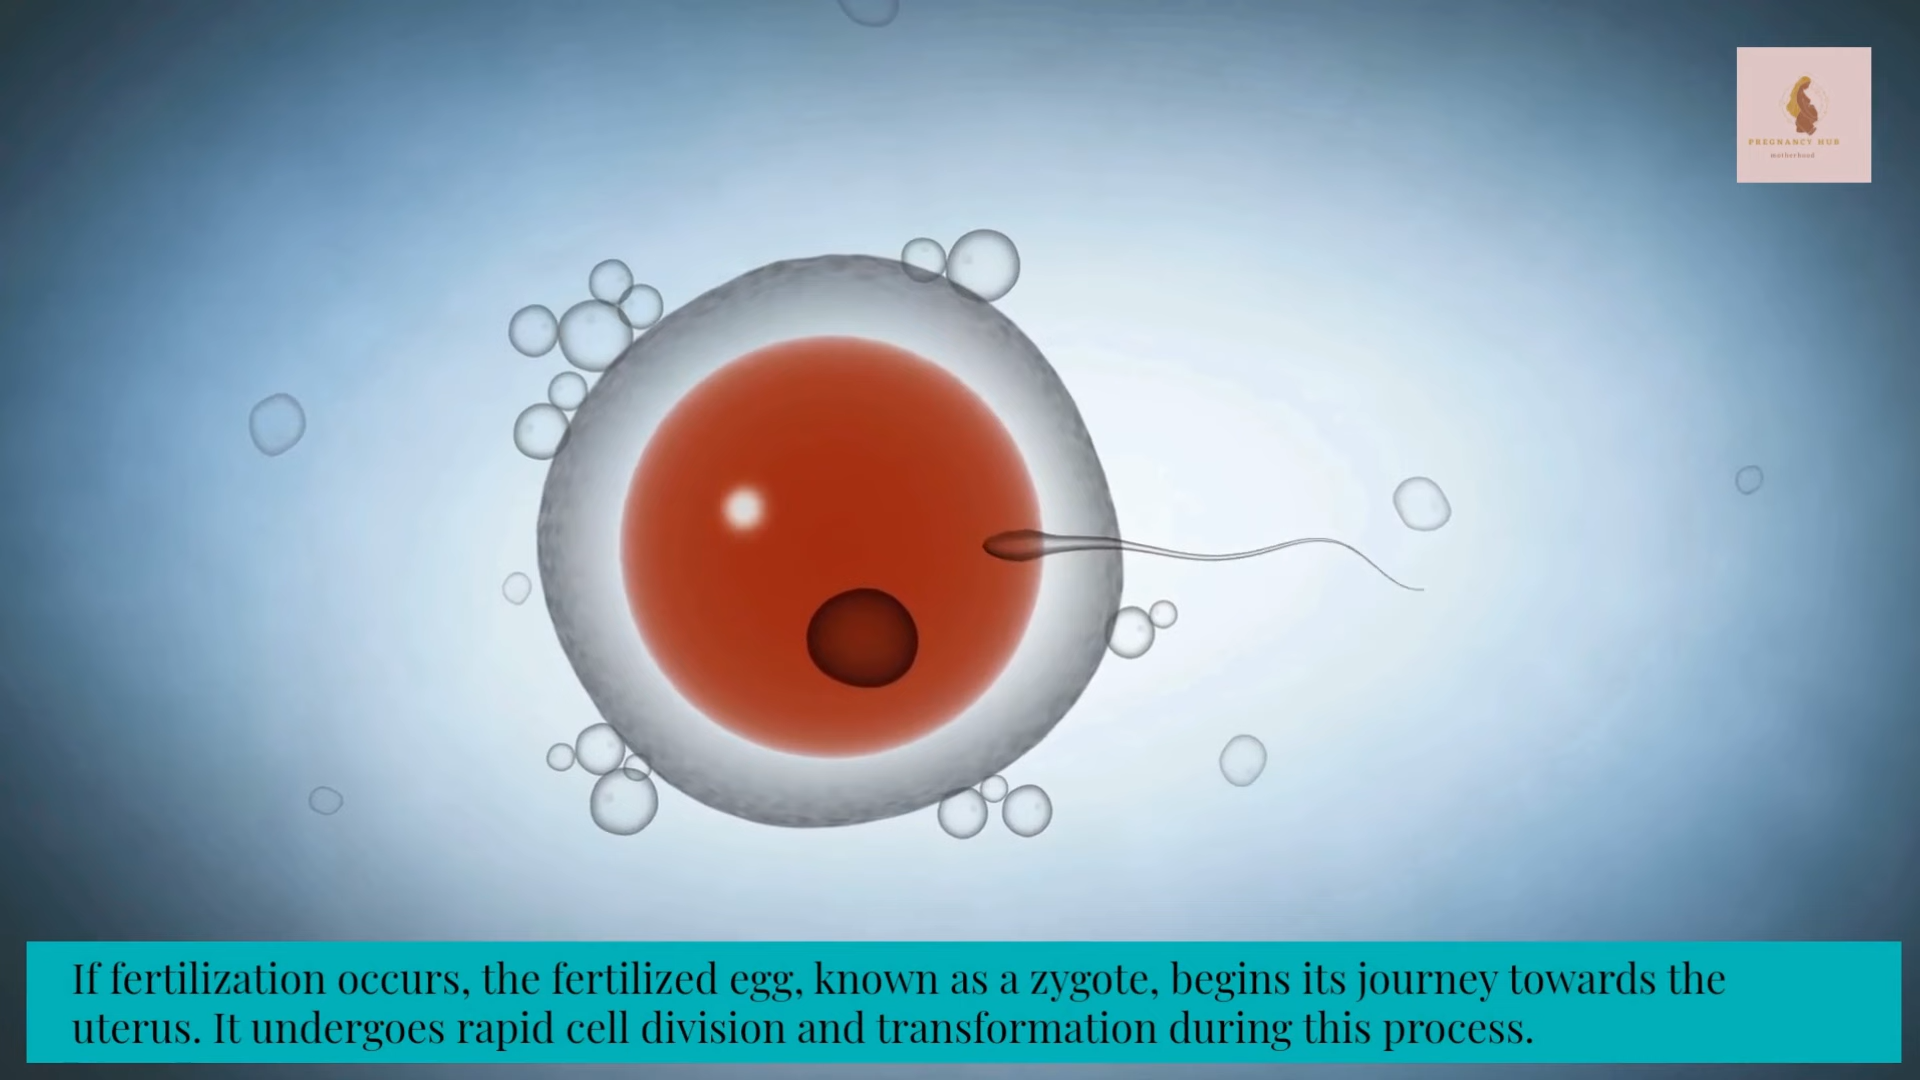 PREGNANCY HUB
motherhood
If fertilization occurs, the fertilized egg, known as a zygote, begins its journey towards the
uterus. It undergoes rapid cell division and transformation during this process.